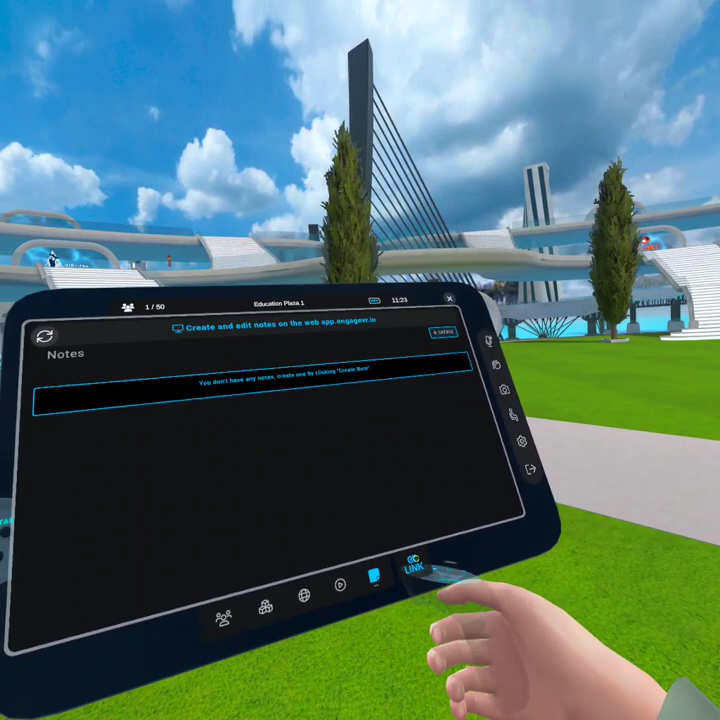 1 / 50
Education Plaza 1
11:23
Create and edit notes on the web app.engagevr.io
Notes
+ CREATE
You don't have any notes, create one by clicking "Create Note".
LINK